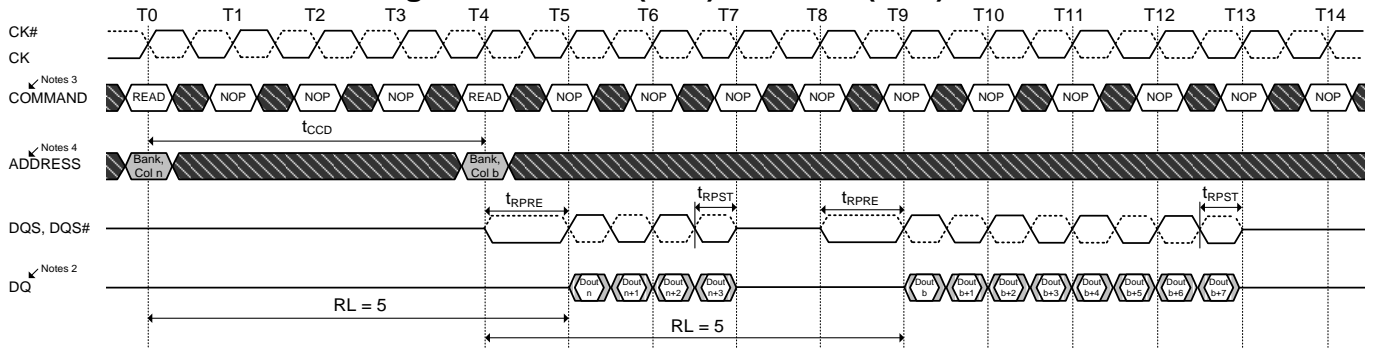 T0 T1 T2 T3 T4 T5 T6 T7 T8 T9 T10 T11 T12 T13 T14
CK#
CK
Notes 3
COMMAND READ NOP NOP NOP READ NOP NOP NOP NOP NOP NOP NOP NOP NOP NOP
tCCD
Notes 4
ADDRESS Bank, Col n Bank, Col b
tRPRE tRPST tRPRE tRPST
DQS, DQS#
Notes 2
DQ Dout n Dout n+1 Dout n+2 Dout n+3 Dout b Dout b+1 Dout b+2 Dout b+3 Dout b+4 Dout b+5 Dout b+6 Dout b+7
RL = 5
RL = 5